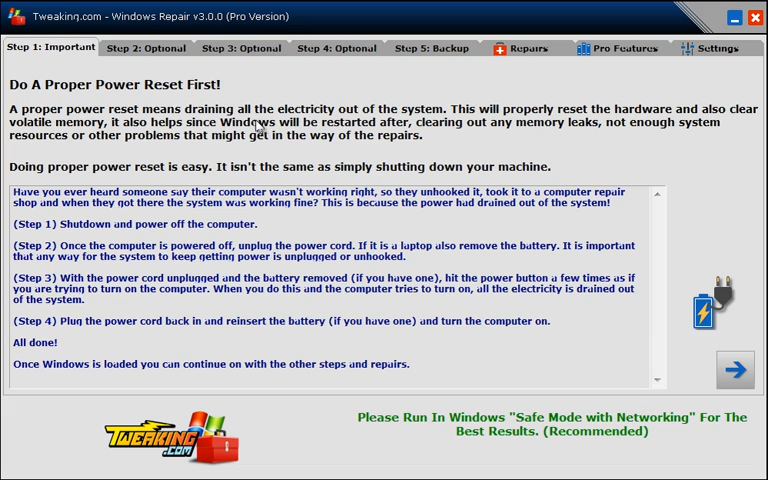 Tweaking.com - Windows Repair v3.0.0 (Pro Version)
Step 1: Important
Step 2: Optional
Step 3: Optional
Step 4: Optional
Step 5: Backup
Repairs
Pro Features
Settings
Do A Proper Power Reset First!
A proper power reset means draining all the electricity out of the system. This will properly reset the hardware and also clear
volatile memory, it also helps since Windows will be restarted after, clearing out any memory leaks, not enough system
resources or other problems that might get in the way of the repairs.
Doing proper power reset is easy. It isn't the same as simply shutting down your machine.
Have you ever heard someone say their computer wasn't working right, so they unhooked it, took it to a computer repair
shop and when they got there the system was working fine? This is because the power had drained out of the system!
(Step 1) Shutdown and power off the computer.
(Step 2) Once the computer is powered off, unplug the power cord. If it is a laptop also remove the battery. It is important
that any way for the system to keep getting power is unplugged or unhooked.
(Step 3) With the power cord unplugged and the battery removed (if you have one), hit the power button a few times as if
you are trying to turn on the computer. When you do this and the computer tries to turn on, all the electricity is drained out
of the system.
(Step 4) Plug the power cord back in and reinsert the battery (if you have one) and turn the computer on.
All done!
Once Windows is loaded you can continue on with the other steps and repairs.
TWEAKING
.COM
Please Run In Windows "Safe Mode with Networking" For The
Best Results. (Recommended)